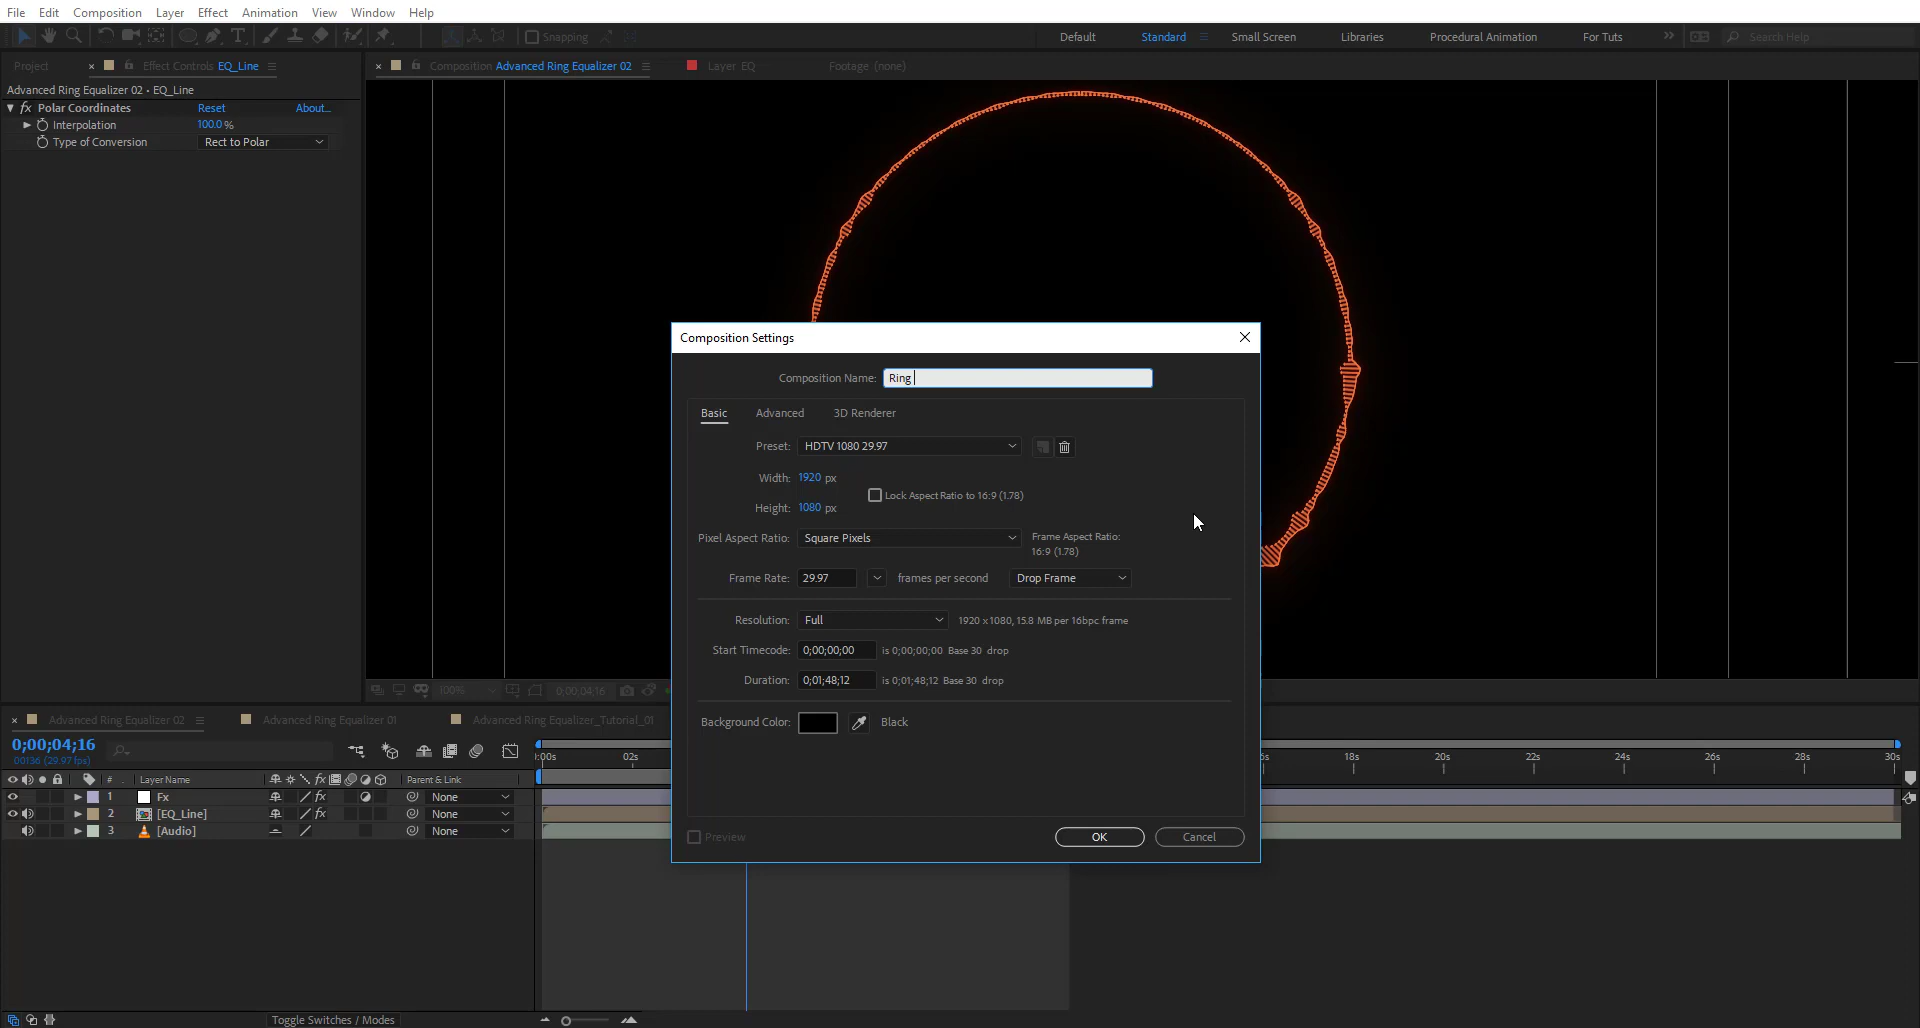 File Edit Composition Layer Effect Animation View Window Help
Snapping Default Standard Small Screen Libraries Procedural Animation For Tuts Search Help
Project Effect Controls EQ_Line
Composition Advanced Ring Equalizer 02 Layer EQ Footage (none)
Advanced Ring Equalizer 02 • EQ_Line
fx Polar Coordinates Reset About...
Interpolation 100.0 %
Type of Conversion Rect to Polar
Composition Settings
Composition Name: Ring
Basic Advanced 3D Renderer
Preset: HDTV 1080 29.97
Width: 1920 px
Lock Aspect Ratio to 16:9 (1.78)
Height: 1080 px
Pixel Aspect Ratio: Square Pixels Frame Aspect Ratio:
16:9 (1.78)
Frame Rate: 29.97 frames per second Drop Frame
Resolution: Full 1920 x 1080, 15.8 MB per 16bpc frame
Start Timecode: 0;00;00;00 is 0;00;00;00 Base 30 drop
Duration: 0;01;48;12 is 0;01;48;12 Base 30 drop
Background Color: Black
Preview OK Cancel
100% 0;00;04;16
Advanced Ring Equalizer 02 Advanced Ring Equalizer 01 Advanced Ring Equalizer_Tutorial_01
0;00;04;16
00136 (29.97 fps)
:00s 02s 18s 20s 22s 24s 26s 28s 30s
# Layer Name fx Parent & Link
1 Fx fx None
2 [EQ_Line] fx None
3 [Audio] None
Toggle Switches / Modes